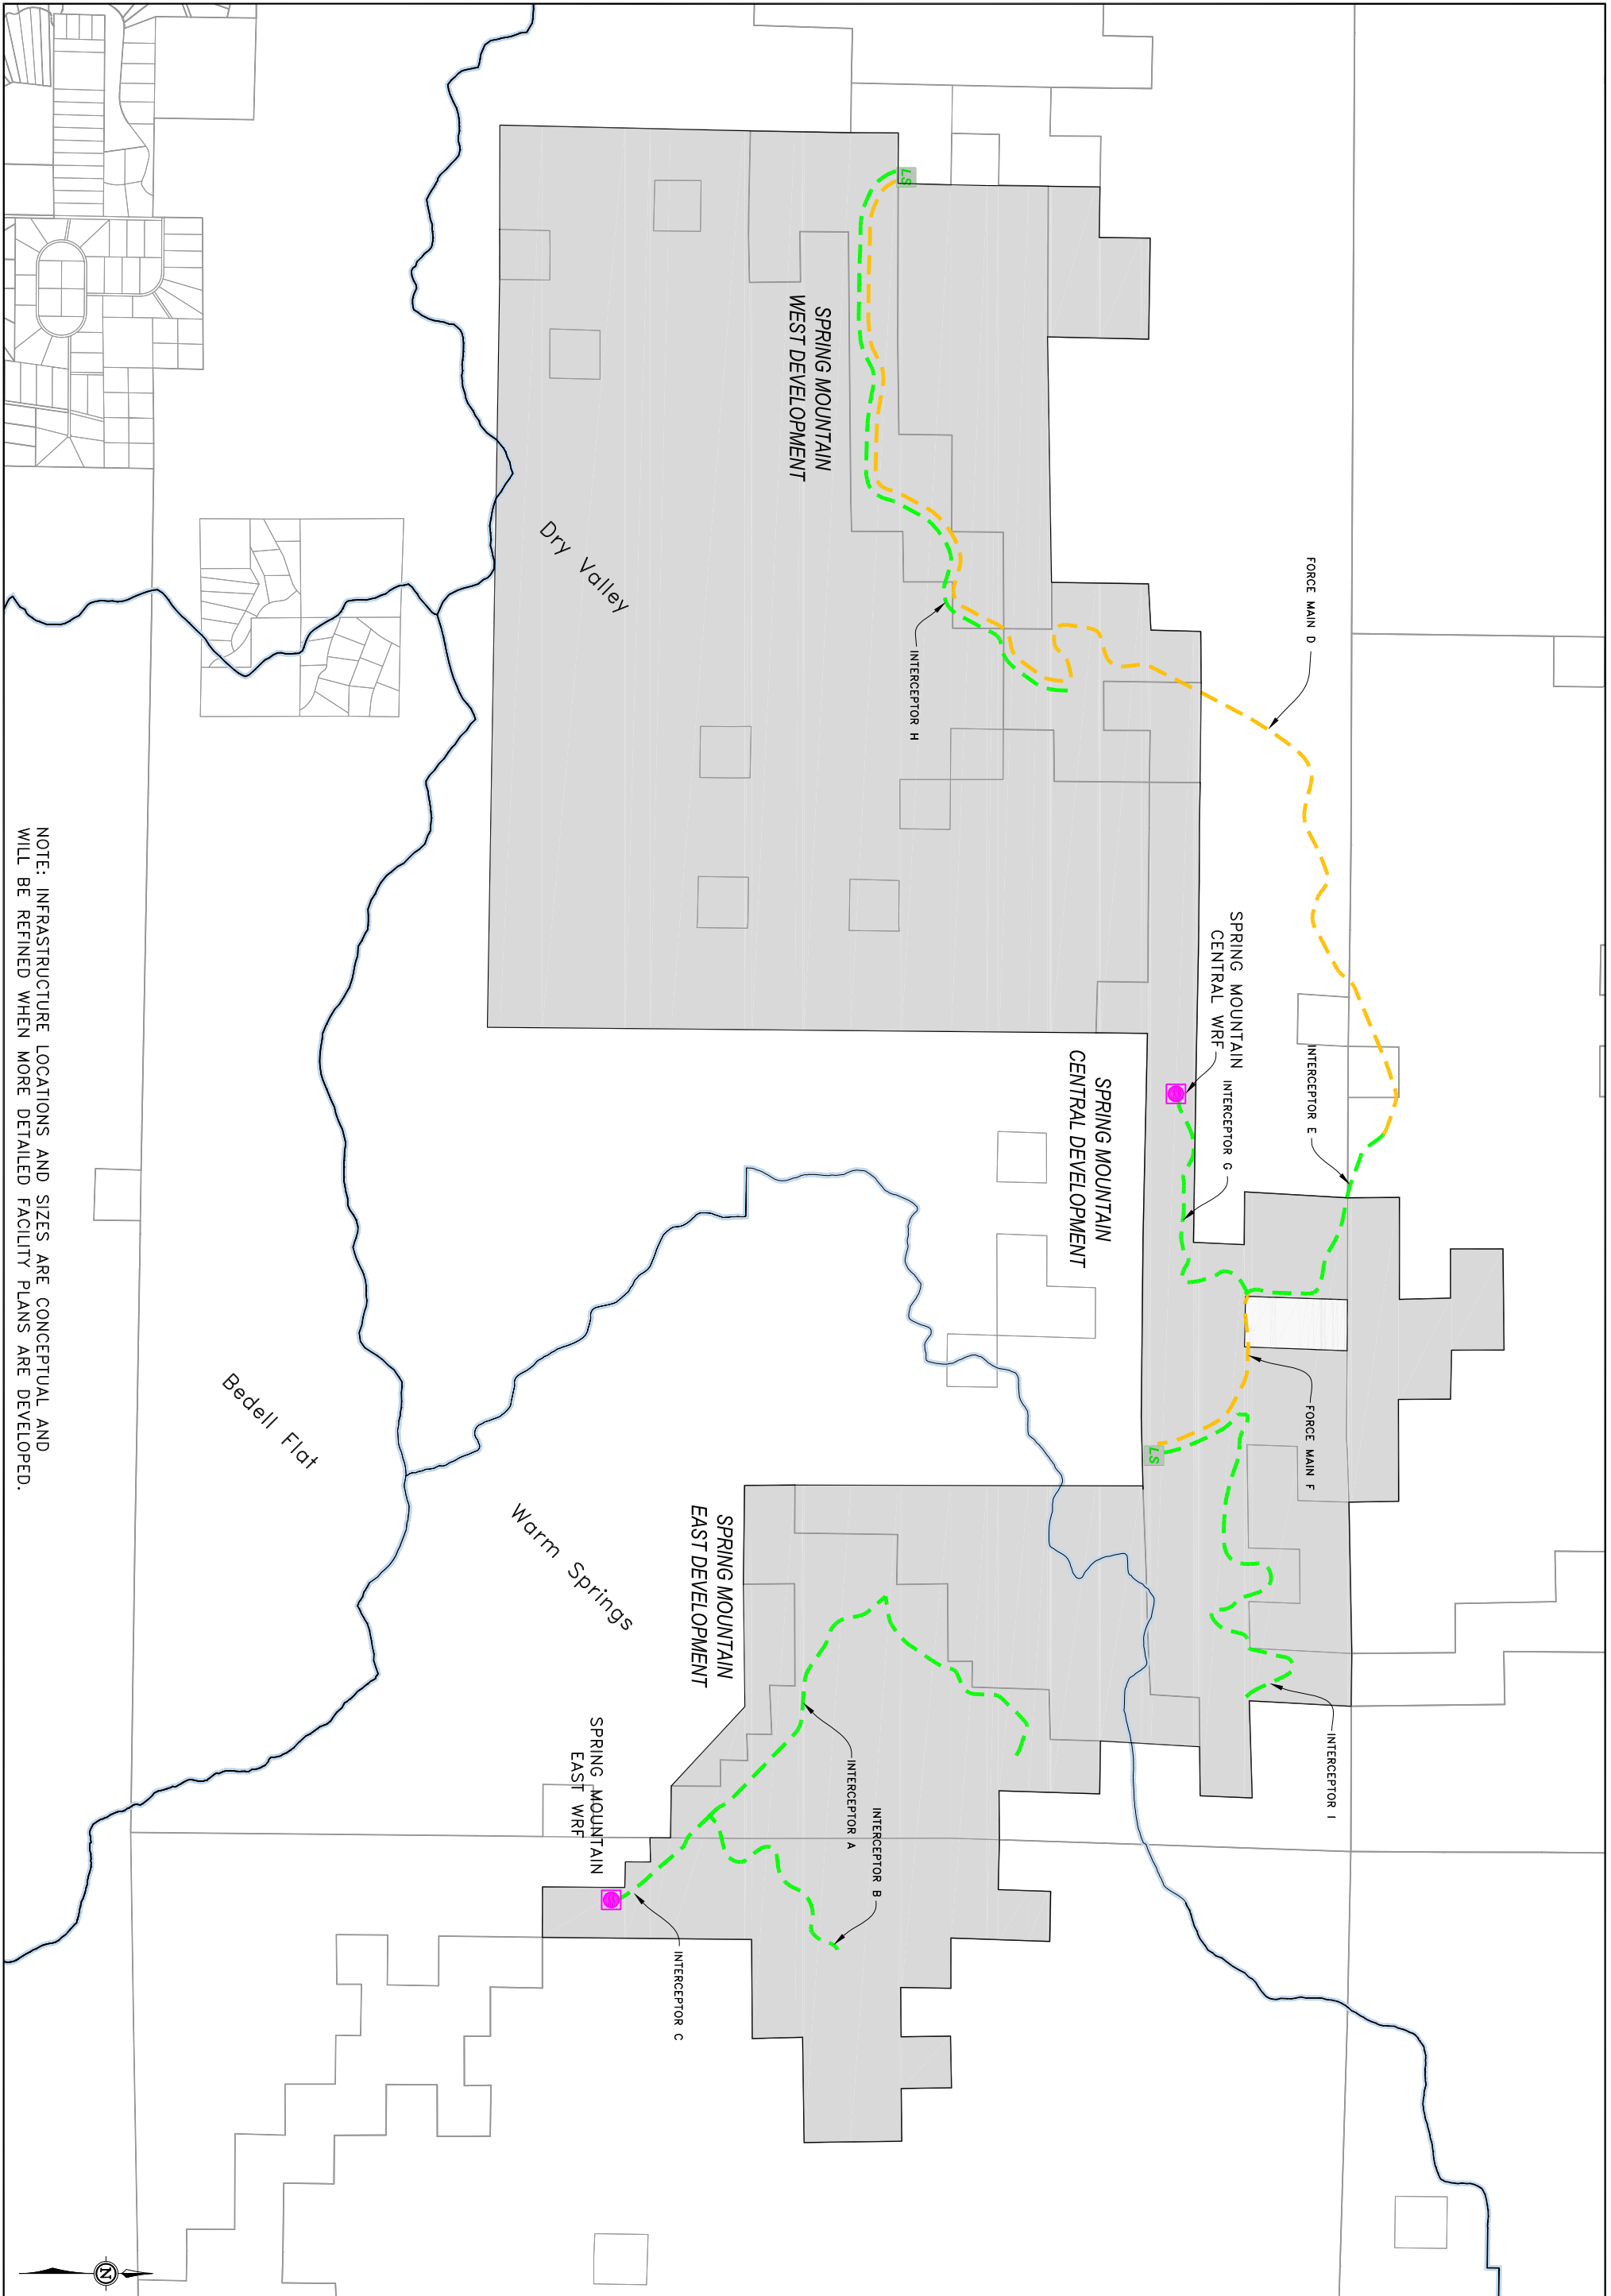 FORCE MAIN D
SPRING MOUNTAIN
CENTRAL WRF
INTERCEPTOR E
INTERCEPTOR G
FORCE MAIN F
INTERCEPTOR I
LS
SPRING MOUNTAIN
WEST DEVELOPMENT
INTERCEPTOR H
SPRING MOUNTAIN
CENTRAL DEVELOPMENT
LS
Dry Valley
SPRING MOUNTAIN
EAST DEVELOPMENT
INTERCEPTOR A
INTERCEPTOR B
INTERCEPTOR C
SPRING MOUNTAIN
EAST WRF
Warm Springs
Bedell Flat
NOTE: INFRASTRUCTURE LOCATIONS AND SIZES ARE CONCEPTUAL AND
WILL BE REFINED WHEN MORE DETAILED FACILITY PLANS ARE DEVELOPED.
N